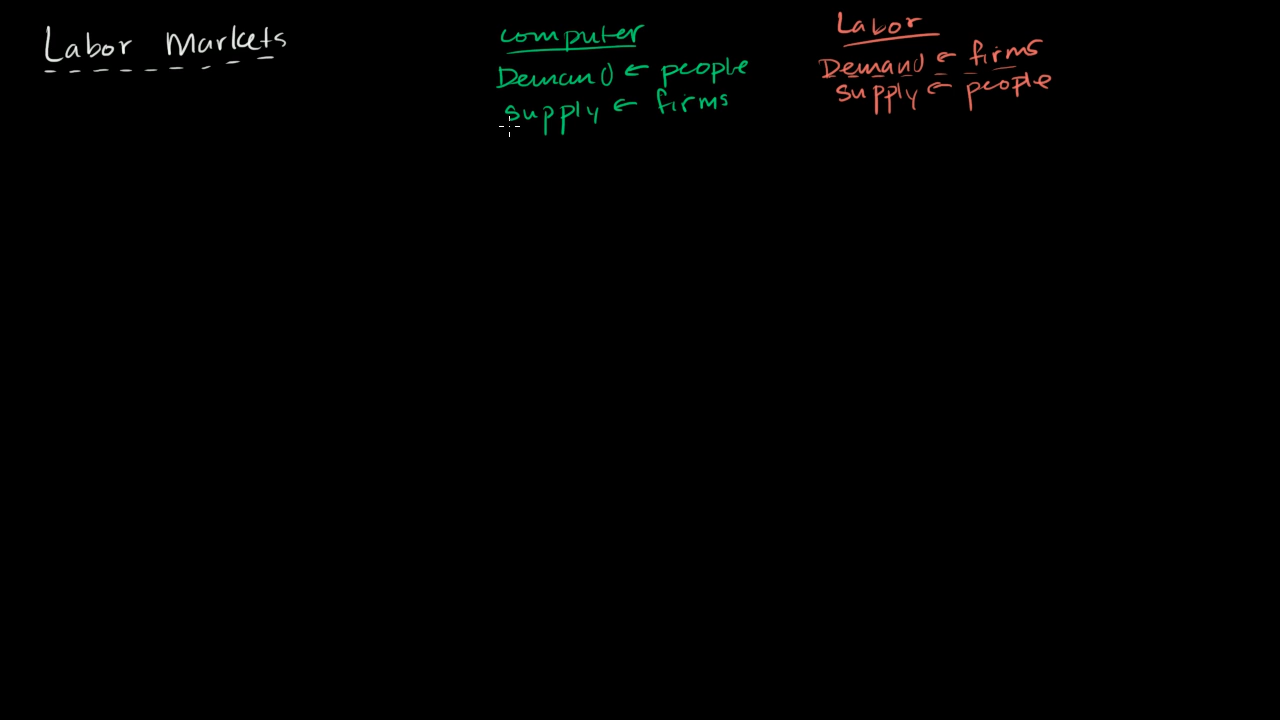 Labor Markets
computer
Demand ← people
supply ← firms
Labor
Demand ← firms
supply ← people